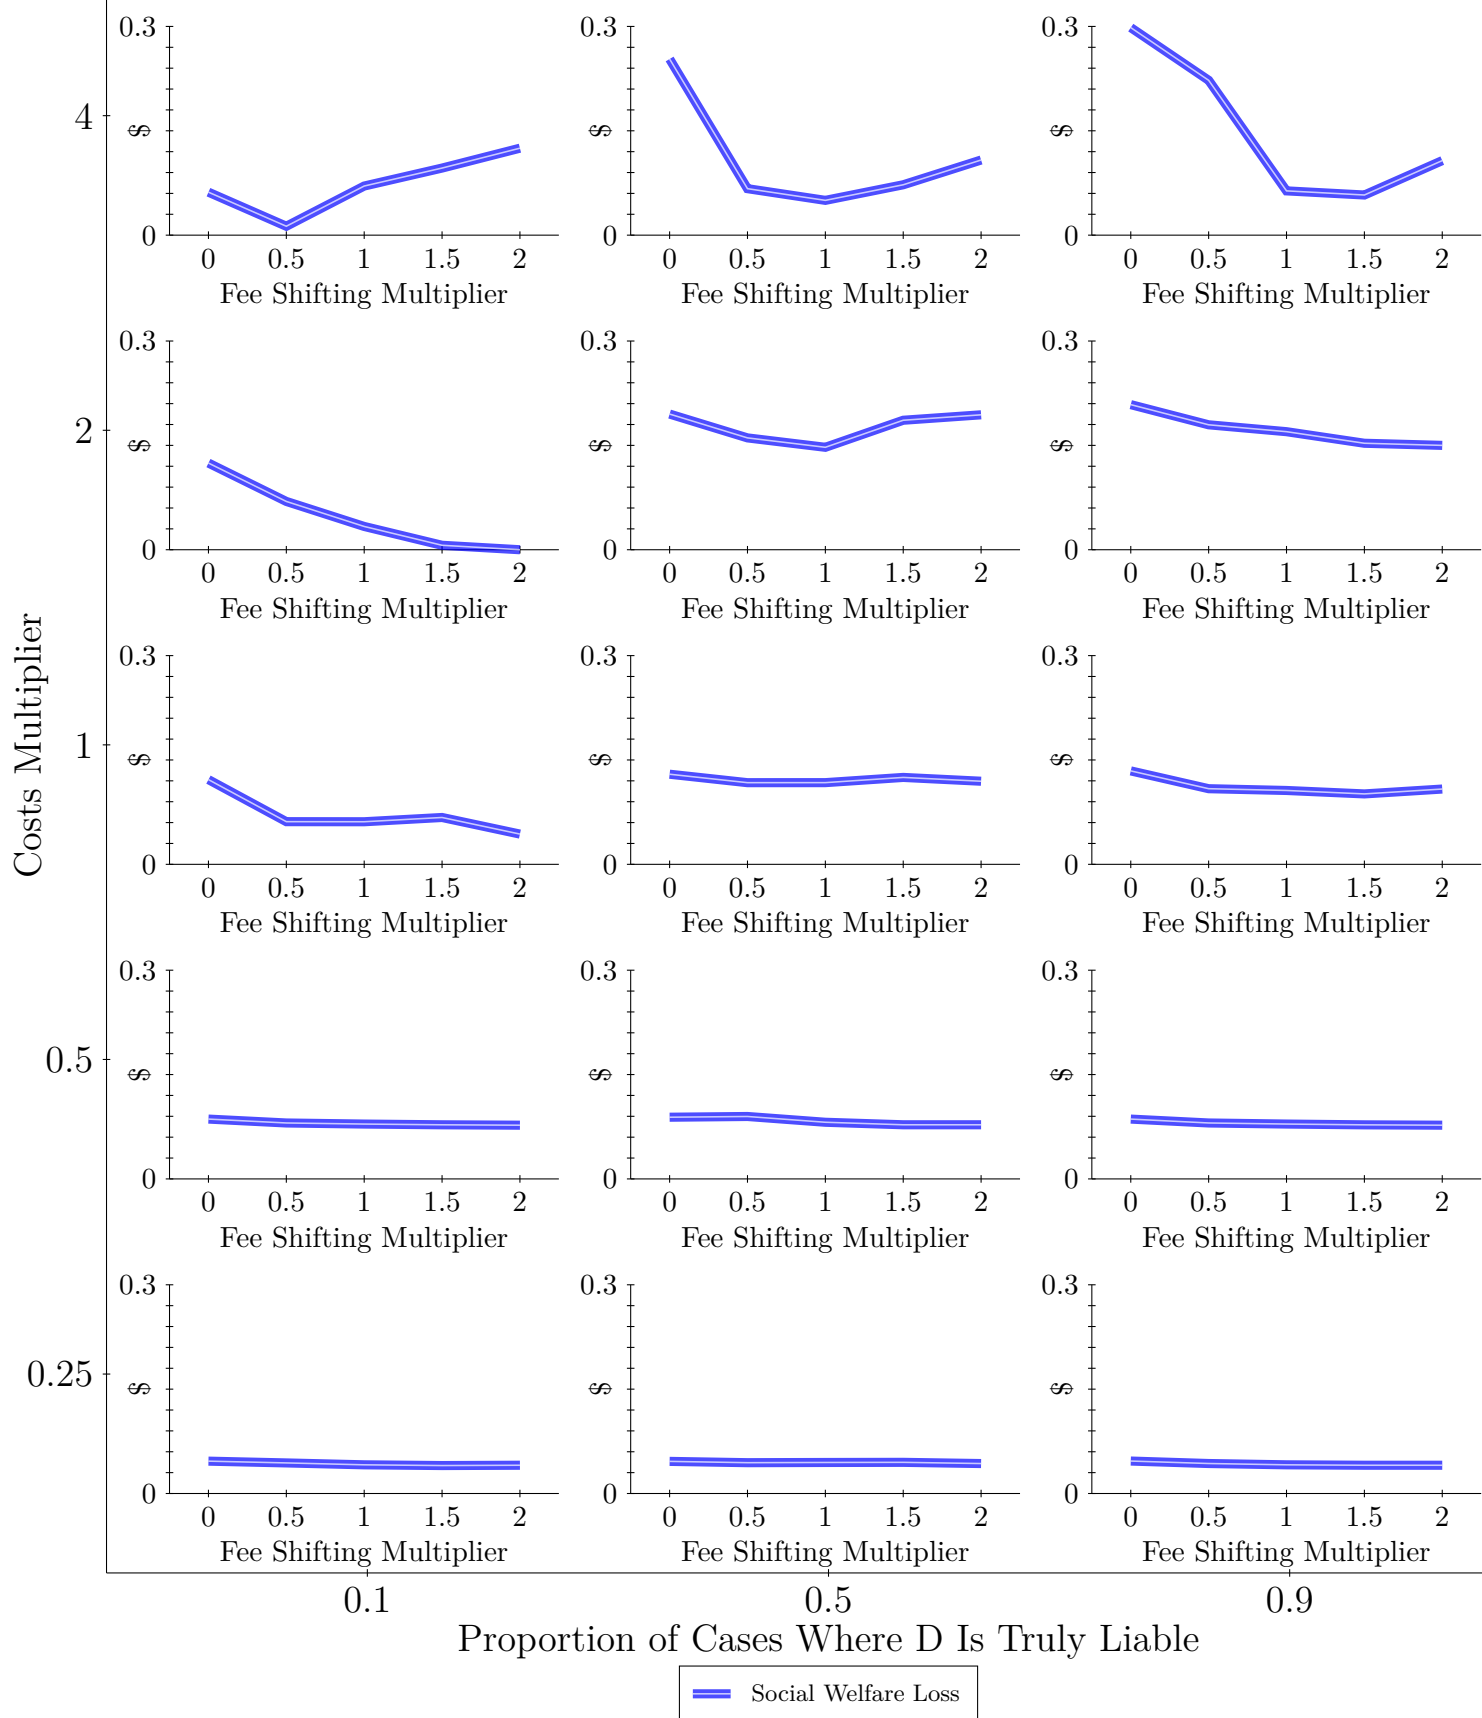 Costs Multiplier
4
0.3
$
0
0 0.5 1 1.5 2
Fee Shifting Multiplier
0.3
$
0
0 0.5 1 1.5 2
Fee Shifting Multiplier
0.3
$
0
0 0.5 1 1.5 2
Fee Shifting Multiplier
2
0.3
$
0
0 0.5 1 1.5 2
Fee Shifting Multiplier
0.3
$
0
0 0.5 1 1.5 2
Fee Shifting Multiplier
0.3
$
0
0 0.5 1 1.5 2
Fee Shifting Multiplier
1
0.3
$
0
0 0.5 1 1.5 2
Fee Shifting Multiplier
0.3
$
0
0 0.5 1 1.5 2
Fee Shifting Multiplier
0.3
$
0
0 0.5 1 1.5 2
Fee Shifting Multiplier
0.5
0.3
$
0
0 0.5 1 1.5 2
Fee Shifting Multiplier
0.3
$
0
0 0.5 1 1.5 2
Fee Shifting Multiplier
0.3
$
0
0 0.5 1 1.5 2
Fee Shifting Multiplier
0.25
0.3
$
0
0 0.5 1 1.5 2
Fee Shifting Multiplier
0.3
$
0
0 0.5 1 1.5 2
Fee Shifting Multiplier
0.3
$
0
0 0.5 1 1.5 2
Fee Shifting Multiplier
0.1 0.5 0.9
Proportion of Cases Where D Is Truly Liable
Social Welfare Loss